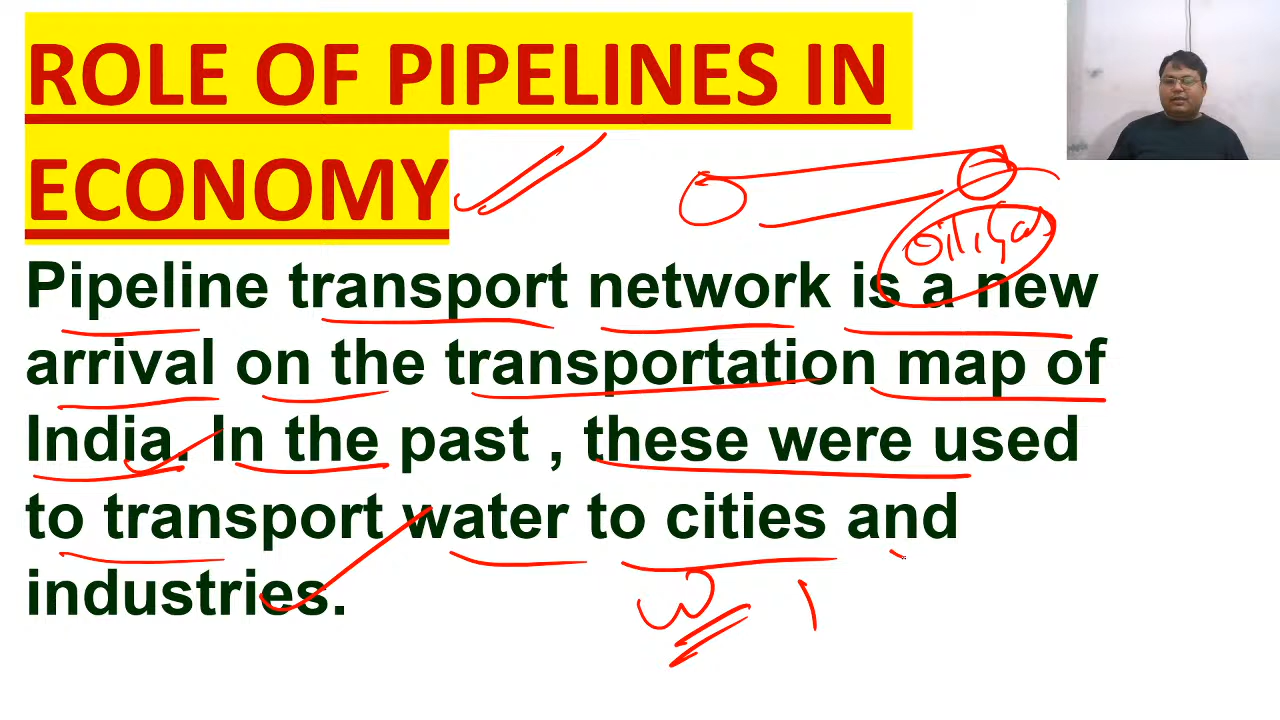 ROLE OF PIPELINES IN
ECONOMY
oil, Gas
Pipeline transport network is a new
arrival on the transportation map of
India. In the past , these were used
to transport water to cities and
industries.
W